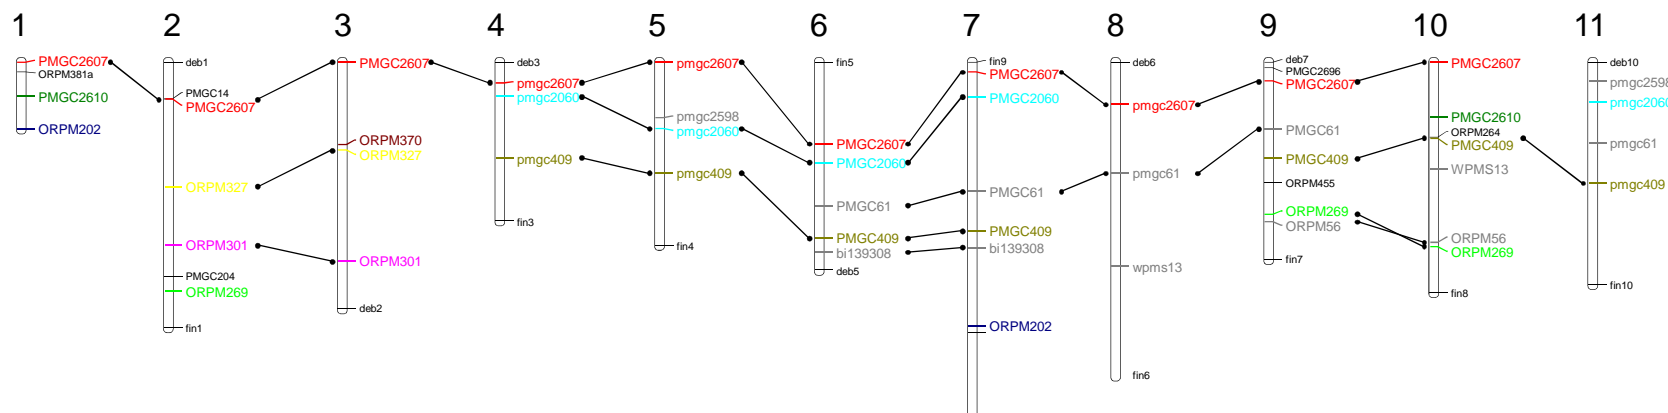 1 2 3 4 5 6 7 8 9 10 11
PMGC2607
ORPM381a
PMGC2610
ORPM202
deb1
PMGC14
PMGC2607
ORPM327
ORPM301
PMGC204
ORPM269
fin1
PMGC2607
ORPM370
ORPM327
ORPM301
deb2
deb3
pmgc2607
pmgc2060
pmgc409
fin3
pmgc2607
pmgc2598
pmgc2060
pmgc409
fin4
fin5
PMGC2607
PMGC2060
PMGC61
PMGC409
bi139308
deb5
fin9
PMGC2607
PMGC2060
PMGC61
PMGC409
bi139308
ORPM202
deb6
pmgc2607
pmgc61
wpms13
fin6
deb7
PMGC2696
PMGC2607
PMGC61
PMGC409
ORPM455
ORPM269
ORPM56
fin7
PMGC2607
PMGC2610
ORPM264
PMGC409
WPMS13
ORPM56
ORPM269
fin8
deb10
pmgc2598
pmgc2060
pmgc61
pmgc409
fin10